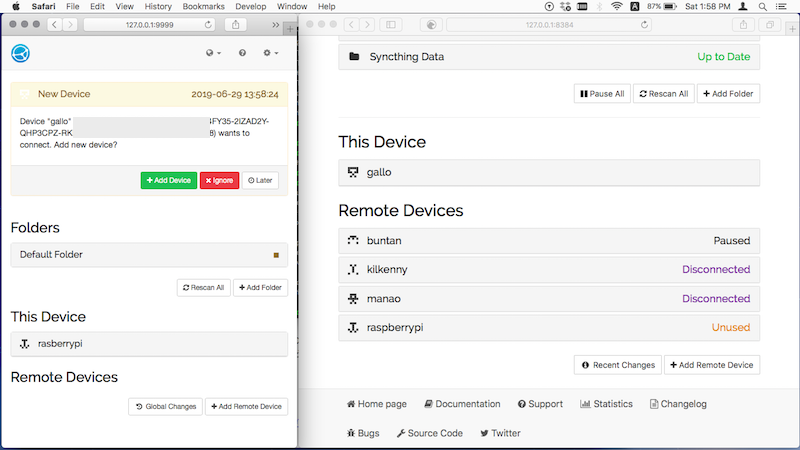 Safari File Edit View History Bookmarks Develop Window Help
A 87% Sat 1:58 PM
127.0.0.1:9999
New Device 2019-06-29 13:58:24
Device "gallo" FY35-2IZAD2Y-
QHP3CPZ-RK 8) wants to
connect. Add new device?
Add Device Ignore Later
Folders
Default Folder
Rescan All Add Folder
This Device
rasberrypi
Remote Devices
Global Changes Add Remote Device
127.0.0.1:8384
Syncthing Data Up to Date
Pause All Rescan All Add Folder
This Device
gallo
Remote Devices
buntan Paused
kilkenny Disconnected
manao Disconnected
raspberrypi Unused
Recent Changes Add Remote Device
Home page Documentation Support Statistics Changelog
Bugs Source Code Twitter